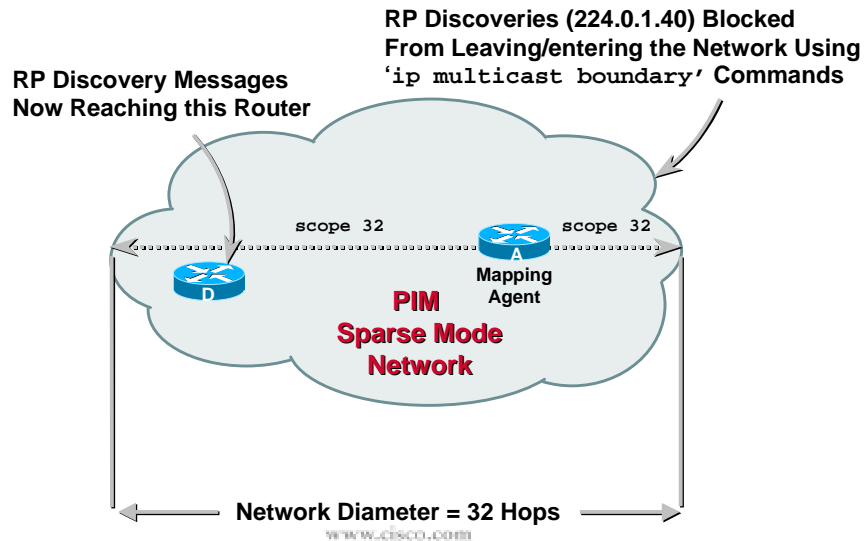 RP Discoveries (224.0.1.40) Blocked
From Leaving/entering the Network Using
‘ip multicast boundary’ Commands
RP Discovery Messages
Now Reaching this Router
scope 32
scope 32
A
Mapping
Agent
D
PIM
Sparse Mode
Network
Network Diameter = 32 Hops
www.cisco.com